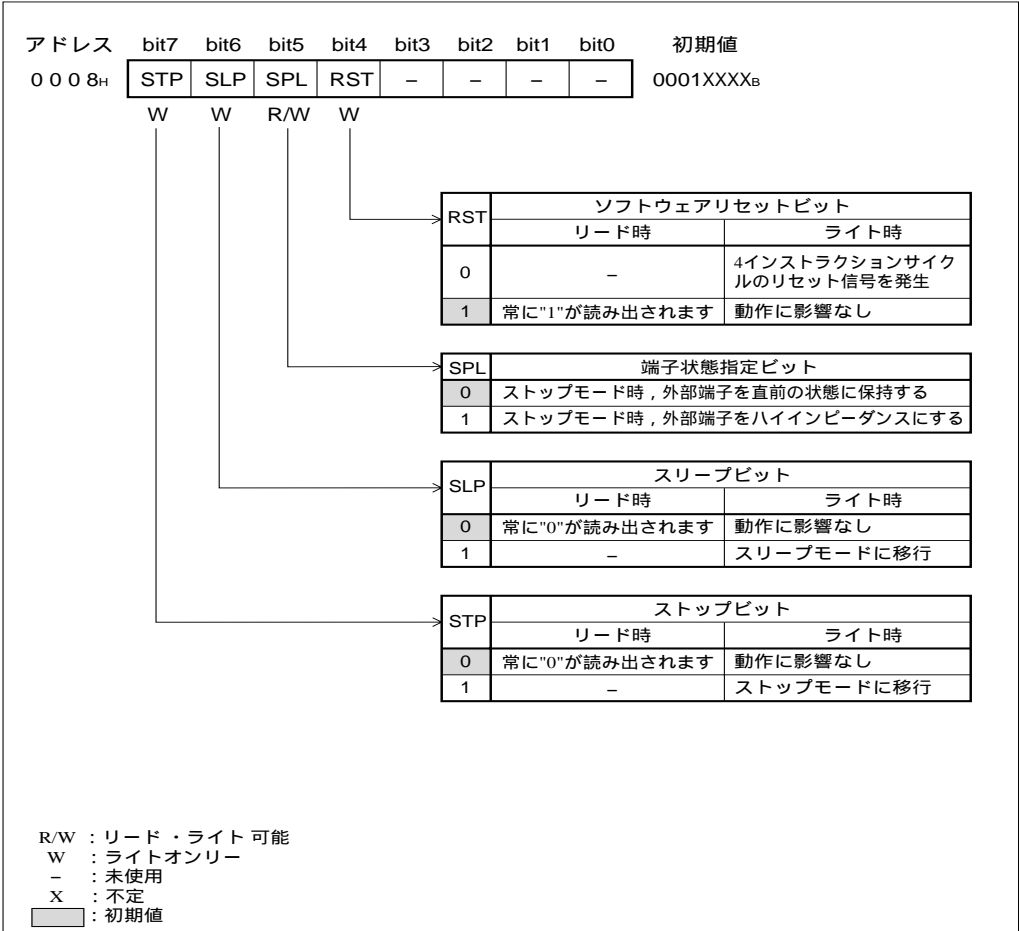 アドレス bit7 bit6 bit5 bit4 bit3 bit2 bit1 bit0 初期値
0008H STP SLP SPL RST – – – – 0001XXXXB
W W R/W W
RST ソフトウェアリセットビット
リード時 ライト時
0 – 4インストラクションサイク
ルのリセット信号を発生
1 常に"1"が読み出されます 動作に影響なし
SPL 端子状態指定ビット
0 ストップモード時,外部端子を直前の状態に保持する
1 ストップモード時,外部端子をハイインピーダンスにする
SLP スリープビット
リード時 ライト時
0 常に"0"が読み出されます 動作に影響なし
1 – スリープモードに移行
STP ストップビット
リード時 ライト時
0 常に"0"が読み出されます 動作に影響なし
1 – ストップモードに移行
R/W :リード・ライト可能
W :ライトオンリー
– :未使用
X :不定
:初期値